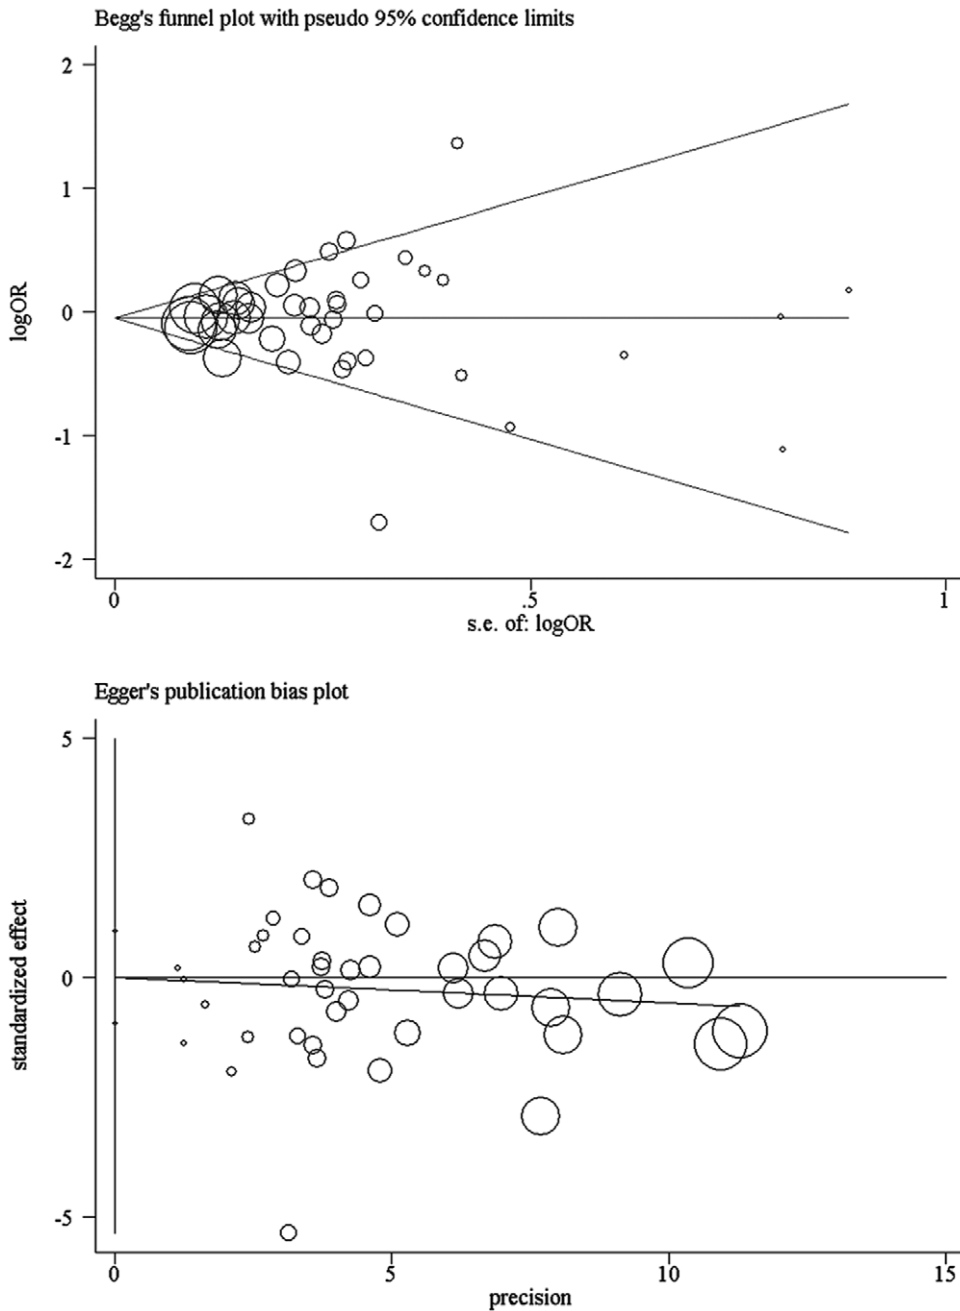 Begg's funnel plot with pseudo 95% confidence limits
2
1
0
-1
-2
logOR
0
.5
1
s.e. of: logOR
Egger's publication bias plot
5
0
-5
standardized effect
0
5
10
15
precision